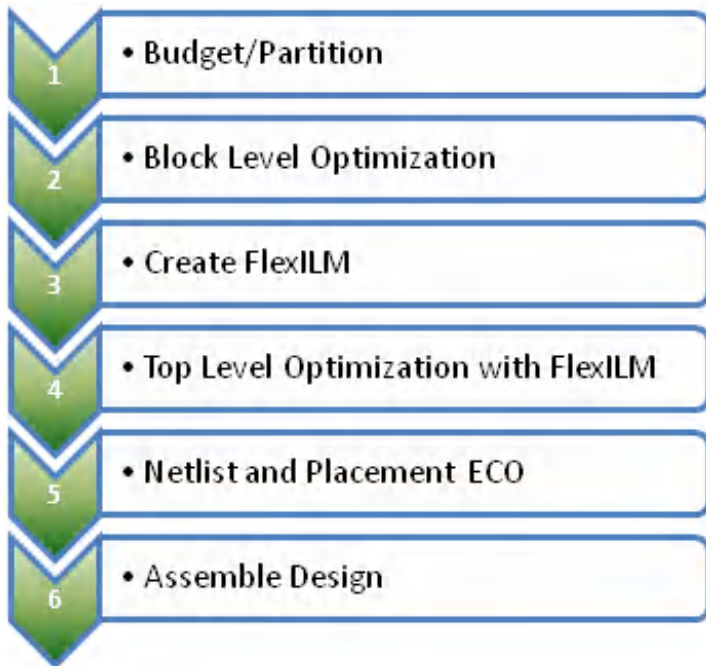 1
• Budget/Partition
2
• Block Level Optimization
3
• Create FlexILM
4
• Top Level Optimization with FlexILM
5
• Netlist and Placement ECO
6
• Assemble Design